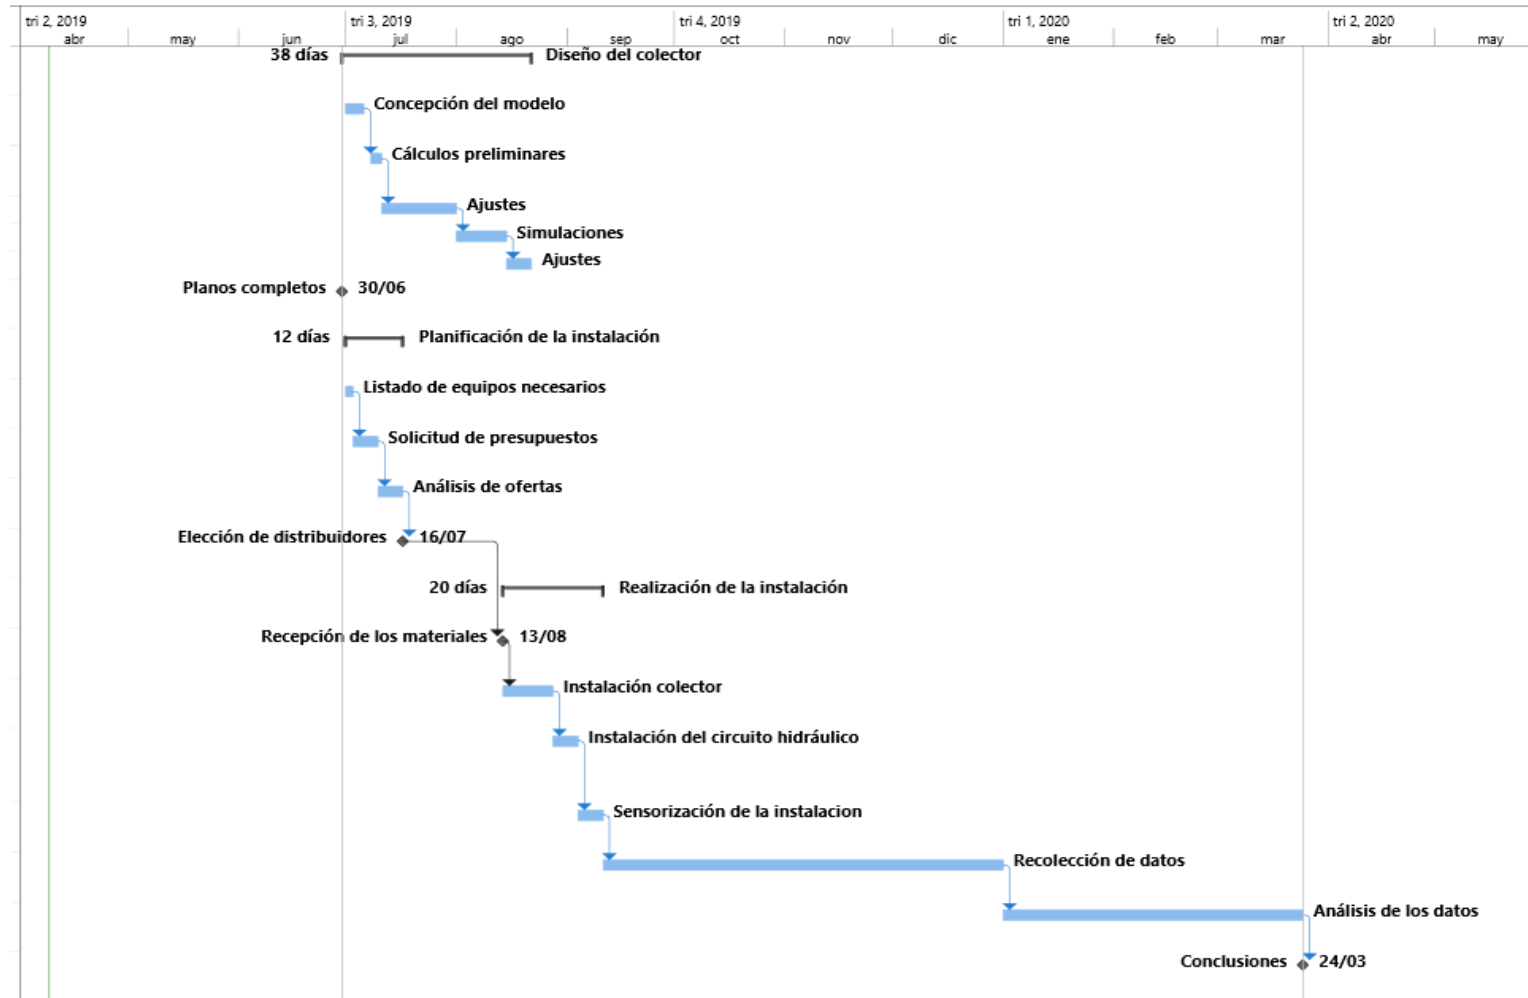 tri 2, 2019 tri 3, 2019 tri 4, 2019 tri 1, 2020 tri 2, 2020
abr may jun jul ago sep oct nov dic ene feb mar abr may
38 días Diseño del colector
Concepción del modelo
Cálculos preliminares
Ajustes
Simulaciones
Ajustes
Planos completos 30/06
12 días Planificación de la instalación
Listado de equipos necesarios
Solicitud de presupuestos
Análisis de ofertas
Elección de distribuidores 16/07
20 días Realización de la instalación
Recepción de los materiales 13/08
Instalación colector
Instalación del circuito hidráulico
Sensorización de la instalacion
Recolección de datos
Análisis de los datos
Conclusiones 24/03